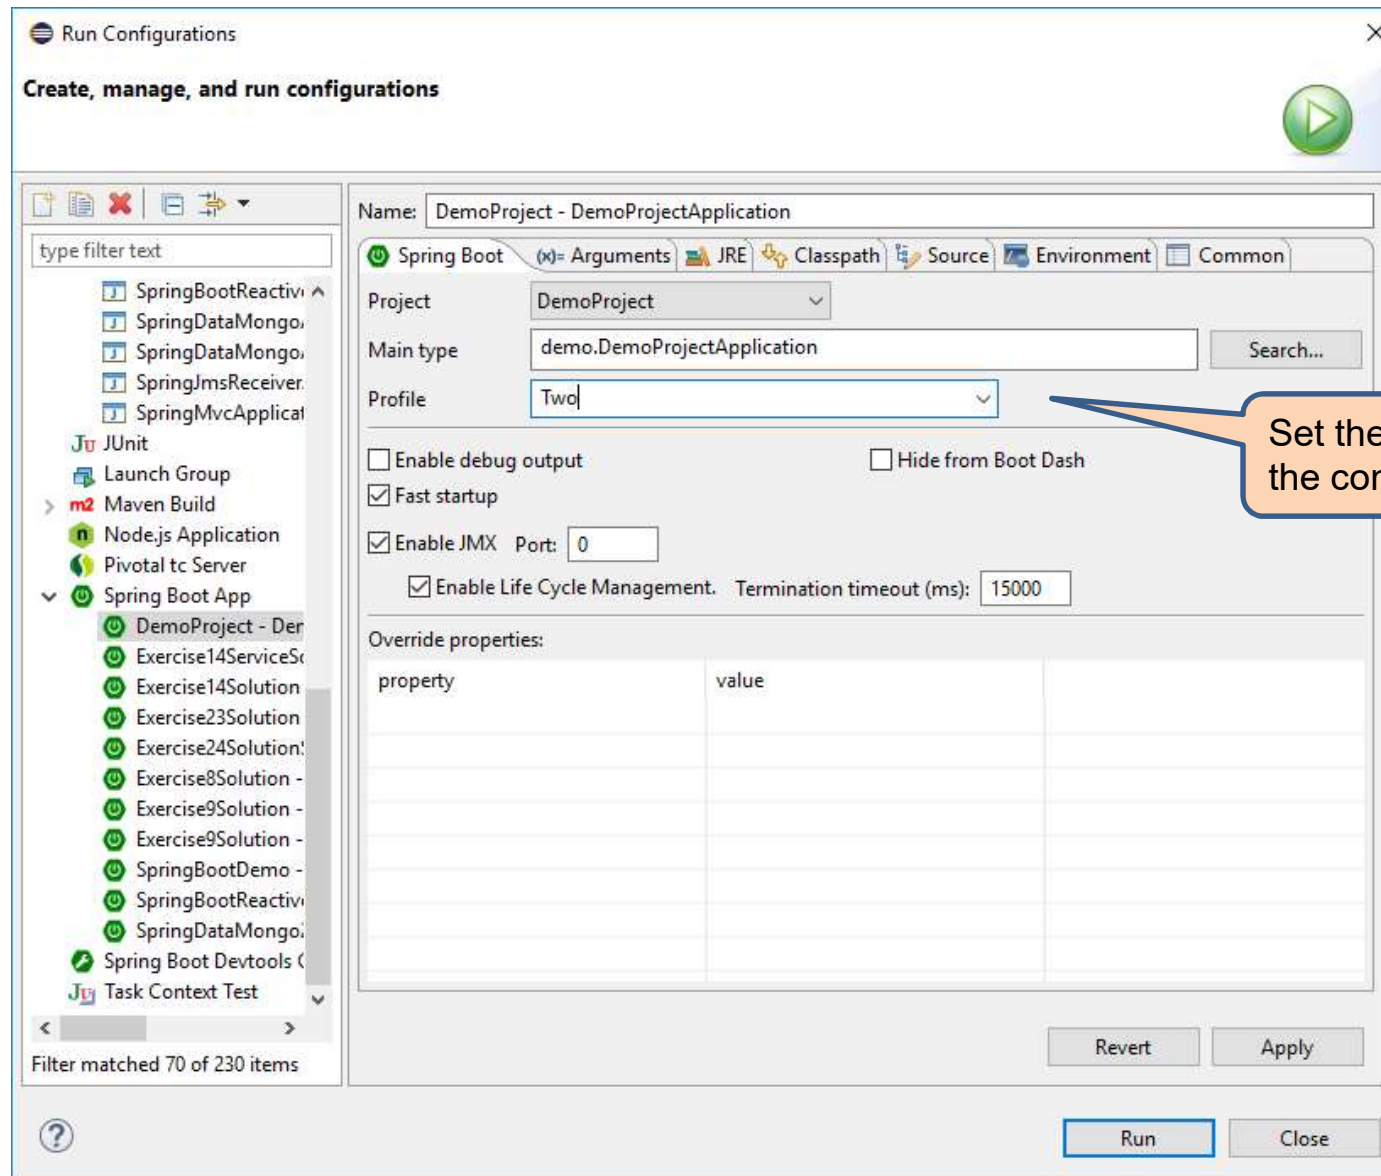 Run Configurations
Create, manage, and run configurations
type filter text
SpringBootReactiv
SpringDataMongo
SpringDataMongo
SpringJmsReceiver
SpringMvcApplicat
JUnit
Launch Group
m2 Maven Build
Node.js Application
Pivotal tc Server
Spring Boot App
DemoProject - Der
Exercise14ServiceSo
Exercise14Solution
Exercise23Solution
Exercise24Solution
Exercise8Solution -
Exercise9Solution -
Exercise9Solution -
SpringBootDemo -
SpringBootReactiv
SpringDataMongo
Spring Boot Devtools
Task Context Test
Filter matched 70 of 230 items
Name: DemoProject - DemoProjectApplication
Spring Boot (x)= Arguments JRE Classpath Source Environment Common
Project DemoProject
Main type demo.DemoProjectApplication Search...
Profile Two
Set the
the cor
Enable debug output Hide from Boot Dash
Fast startup
Enable JMX Port: 0
Enable Life Cycle Management. Termination timeout (ms): 15000
Override properties:
property value
Revert Apply
Run Close